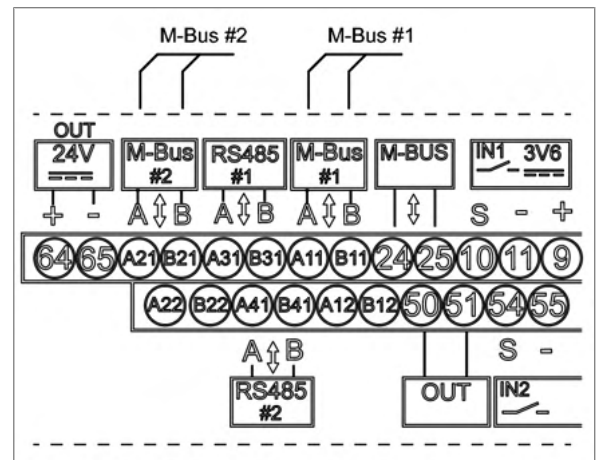 M-Bus #2 M-Bus #1
OUT
24V M-Bus RS485 M-Bus M-BUS IN1 3V6
#2 #1 #1
+ - A B A B A B S - +
64 65 A21 B21 A31 B31 A11 B11 24 25 10 11 9
A22 B22 A41 B41 A12 B12 50 51 54 55
A B S -
RS485 OUT IN2
#2